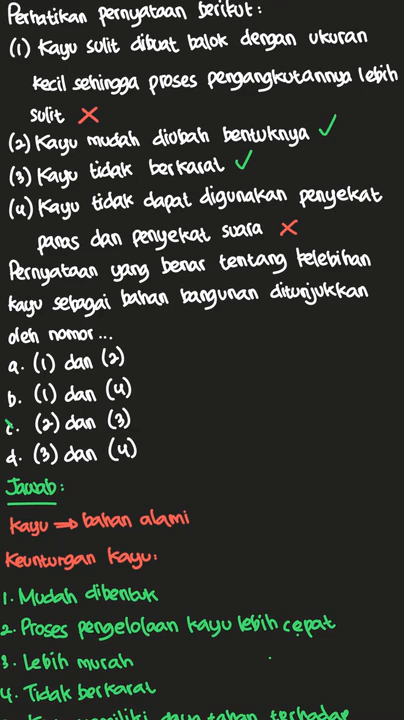 Perhatikan pernyataan berikut:
(1) Kayu sulit dibuat balok dengan ukuran
kecil sehingga proses pengangkutannya lebih
sulit ✗
(2) Kayu mudah diubah bentuknya ✓
(3) Kayu tidak berkarat ✓
(4) Kayu tidak dapat digunakan penyekat
panas dan penyekat suara ✗
Pernyataan yang benar tentang kelebihan
kayu sebagai bahan bangunan ditunjukkan
oleh nomor...
a. (1) dan (2)
b. (1) dan (4)
c. (2) dan (3)
d. (3) dan (4)
Jawab:
Kayu ⇒ bahan alami
Keuntungan kayu:
1. Mudah dibentuk
2. Proses pengelolaan kayu lebih cepat
3. Lebih murah
4. Tidak berkarat
daya tahan terhadap